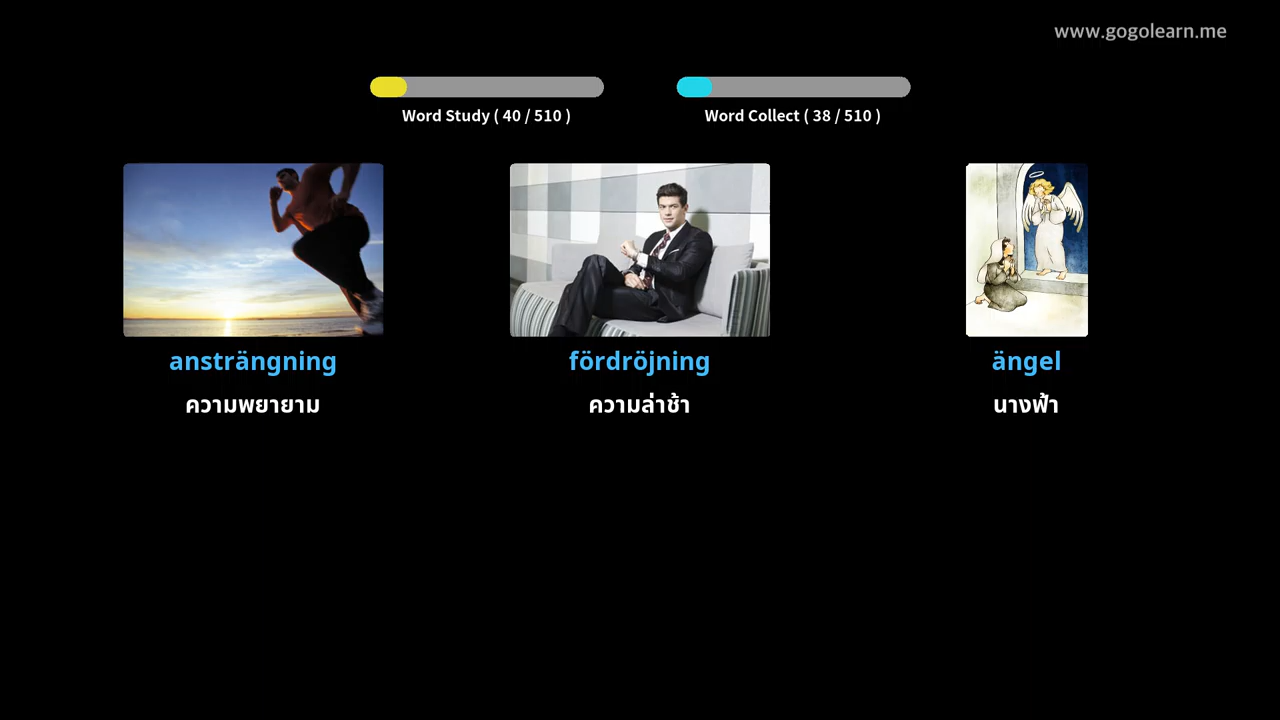 www.gogolearn.me
Word Study ( 40 / 510 )
Word Collect ( 38 / 510 )
ansträngning
ความพยายาม
fördröjning
ความล่าช้า
ängel
นางฟ้า